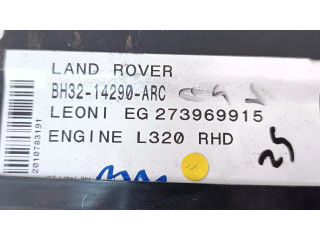 LAND ROVER
BH32-14290-ARC
LEONI EG 273969915
ENGINE L320 RHD
2010783191
25